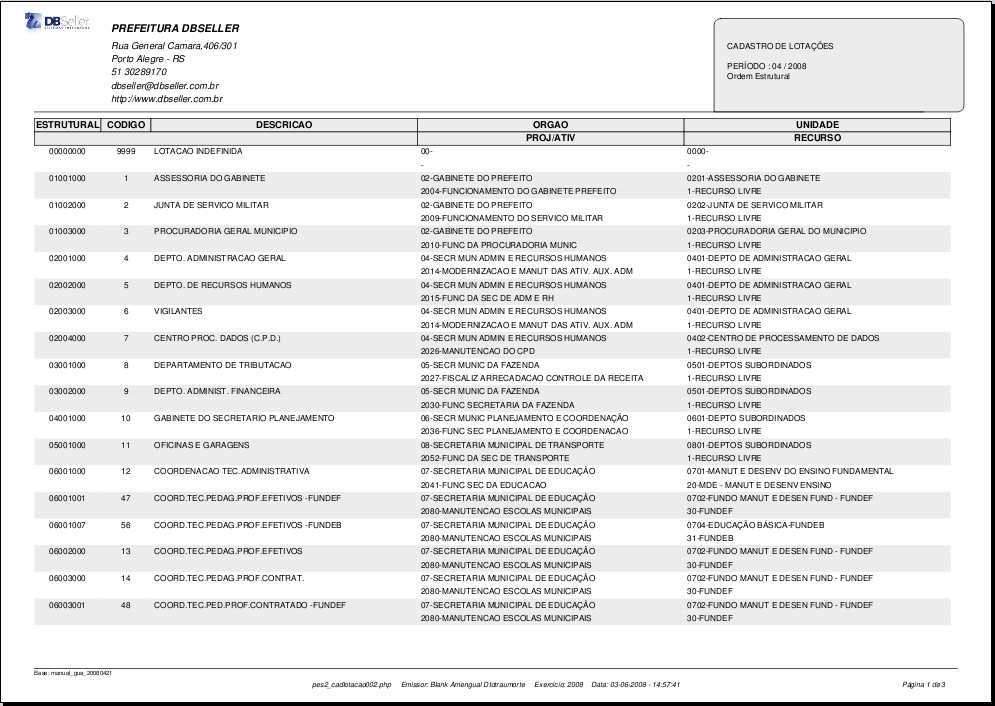 DBSeller
PREFEITURA DBSELLER
Rua General Camara,406/301
Porto Alegre - RS
51 30289170
dbseller@dbseller.com.br
http://www.dbseller.com.br
CADASTRO DE LOTAÇÕES
PERÍODO : 04 / 2008
Ordem Estrutural
ESTRUTURAL CODIGO DESCRICAO ORGAO UNIDADE
PROJ/ATIV RECURSO
00000000 9999 LOTACAO INDEFINIDA 00- 0000-
- -
01001000 1 ASSESSORIA DO GABINETE 02-GABINETE DO PREFEITO 0201-ASSESSORIA DO GABINETE
2004-FUNCIONAMENTO DO GABINETE PREFEITO 1-RECURSO LIVRE
01002000 2 JUNTA DE SERVICO MILITAR 02-GABINETE DO PREFEITO 0202-JUNTA DE SERVICO MILITAR
2009-FUNCIONAMENTO DO SERVICO MILITAR 1-RECURSO LIVRE
01003000 3 PROCURADORIA GERAL MUNICIPIO 02-GABINETE DO PREFEITO 0203-PROCURADORIA GERAL DO MUNICIPIO
2010-FUNC DA PROCURADORIA MUNIC 1-RECURSO LIVRE
02001000 4 DEPTO. ADMINISTRACAO GERAL 04-SECR MUN ADMIN E RECURSOS HUMANOS 0401-DEPTO DE ADMINISTRACAO GERAL
2014-MODERNIZACAO E MANUT DAS ATIV. AUX. ADM 1-RECURSO LIVRE
02002000 5 DEPTO. DE RECURSOS HUMANOS 04-SECR MUN ADMIN E RECURSOS HUMANOS 0401-DEPTO DE ADMINISTRACAO GERAL
2015-FUNC DA SEC DE ADM E RH 1-RECURSO LIVRE
02003000 6 VIGILANTES 04-SECR MUN ADMIN E RECURSOS HUMANOS 0401-DEPTO DE ADMINISTRACAO GERAL
2014-MODERNIZACAO E MANUT DAS ATIV. AUX. ADM 1-RECURSO LIVRE
02004000 7 CENTRO PROC. DADOS (C.P.D.) 04-SECR MUN ADMIN E RECURSOS HUMANOS 0402-CENTRO DE PROCESSAMENTO DE DADOS
2026-MANUTENCAO DO CPD 1-RECURSO LIVRE
03001000 8 DEPARTAMENTO DE TRIBUTACAO 05-SECR MUNIC DA FAZENDA 0501-DEPTOS SUBORDINADOS
2027-FISCALIZ ARRECADACAO CONTROLE DA RECEITA 1-RECURSO LIVRE
03002000 9 DEPTO. ADMINIST. FINANCEIRA 05-SECR MUNIC DA FAZENDA 0501-DEPTOS SUBORDINADOS
2030-FUNC SECRETARIA DA FAZENDA 1-RECURSO LIVRE
04001000 10 GABINETE DO SECRETARIO PLANEJAMENTO 06-SECR MUNIC PLANEJAMENTO E COORDENAÇÃO 0601-DEPTO SUBORDINADOS
2036-FUNC SEC PLANEJAMENTO E COORDENACAO 1-RECURSO LIVRE
05001000 11 OFICINAS E GARAGENS 08-SECRETARIA MUNICIPAL DE TRANSPORTE 0801-DEPTOS SUBORDINADOS
2052-FUNC DA SEC DE TRANSPORTE 1-RECURSO LIVRE
06001000 12 COORDENACAO TEC.ADMINISTRATIVA 07-SECRETARIA MUNICIPAL DE EDUCAÇÃO 0701-MANUT E DESENV DO ENSINO FUNDAMENTAL
2041-FUNC SEC DA EDUCACAO 20-MDE - MANUT E DESENV ENSINO
06001001 47 COORD.TEC.PEDAG.PROF.EFETIVOS -FUNDEF 07-SECRETARIA MUNICIPAL DE EDUCAÇÃO 0702-FUNDO MANUT E DESEN FUND - FUNDEF
2080-MANUTENCAO ESCOLAS MUNICIPAIS 30-FUNDEF
06001007 56 COORD.TEC.PEDAG.PROF.EFETIVOS -FUNDEB 07-SECRETARIA MUNICIPAL DE EDUCAÇÃO 0704-EDUCAÇÃO BÁSICA-FUNDEB
2080-MANUTENCAO ESCOLAS MUNICIPAIS 31-FUNDEB
06002000 13 COORD.TEC.PEDAG.PROF.EFETIVOS 07-SECRETARIA MUNICIPAL DE EDUCAÇÃO 0702-FUNDO MANUT E DESEN FUND - FUNDEF
2080-MANUTENCAO ESCOLAS MUNICIPAIS 30-FUNDEF
06003000 14 COORD.TEC.PEDAG.PROF.CONTRAT. 07-SECRETARIA MUNICIPAL DE EDUCAÇÃO 0702-FUNDO MANUT E DESEN FUND - FUNDEF
2080-MANUTENCAO ESCOLAS MUNICIPAIS 30-FUNDEF
06003001 48 COORD.TEC.PED.PROF.CONTRATADO -FUNDEF 07-SECRETARIA MUNICIPAL DE EDUCAÇÃO 0702-FUNDO MANUT E DESEN FUND - FUNDEF
2080-MANUTENCAO ESCOLAS MUNICIPAIS 30-FUNDEF
Base: manual_gua_20080421
pes2_cadlotacao002.php Emissor: Blank Amengual Dtotraumorte Exercício: 2008 Data: 03-06-2008 - 14:57:41 Página 1 de 3